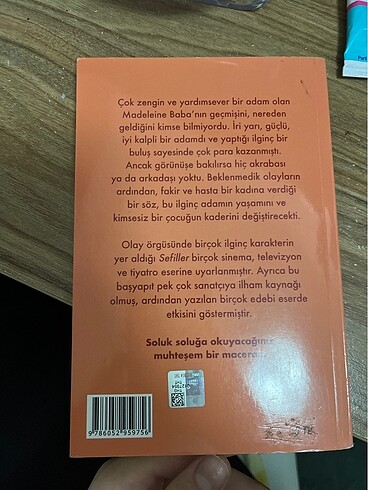 Çok zengin ve yardımsever bir adam olan
Madeleine Baba'nın geçmişini, nereden
geldiğini kimse bilmiyordu. İri yarı, güçlü,
iyi kalpli bir adamdı ve yaptığı ilginç bir
buluş sayesinde çok para kazanmıştı.
Ancak görünüşe bakılırsa hiç akrabası
ya da arkadaşı yoktu. Beklenmedik olayların
ardından, fakir ve hasta bir kadına verdiği
bir söz, bu ilginç adamın yaşamını ve
kimsesiz bir çocuğun kaderini değiştirecekti.
Olay örgüsünde birçok ilginç karakterin
yer aldığı Sefiller birçok sinema, televizyon
ve tiyatro eserine uyarlanmıştır. Ayrıca bu
başyapıt pek çok sanatçıya ilham kaynağı
olmuş, ardından yazılan birçok edebi eserde
etkisini göstermiştir.
Soluk soluğa okuyacağınız
muhteşem bir macera...
9 786052 959756